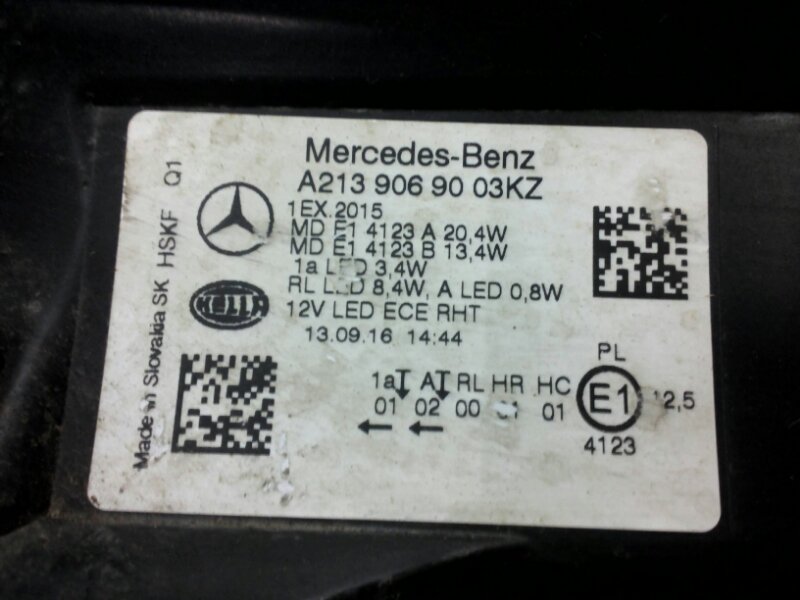 Mercedes-Benz
A213 906 90 03KZ
1EX.2015
MD E1 4123 A 20,4W
MD E1 4123 B 13,4W
1a LED 3,4W
RL LED 8,4W, A LED 0,8W
12V LED ECE RHT
13.09.16 14:44
HELLA
Made in Slovakia SK HSKF Q1
PL
1a A RL HR HC
01 02 00 01
E1
12,5
4123